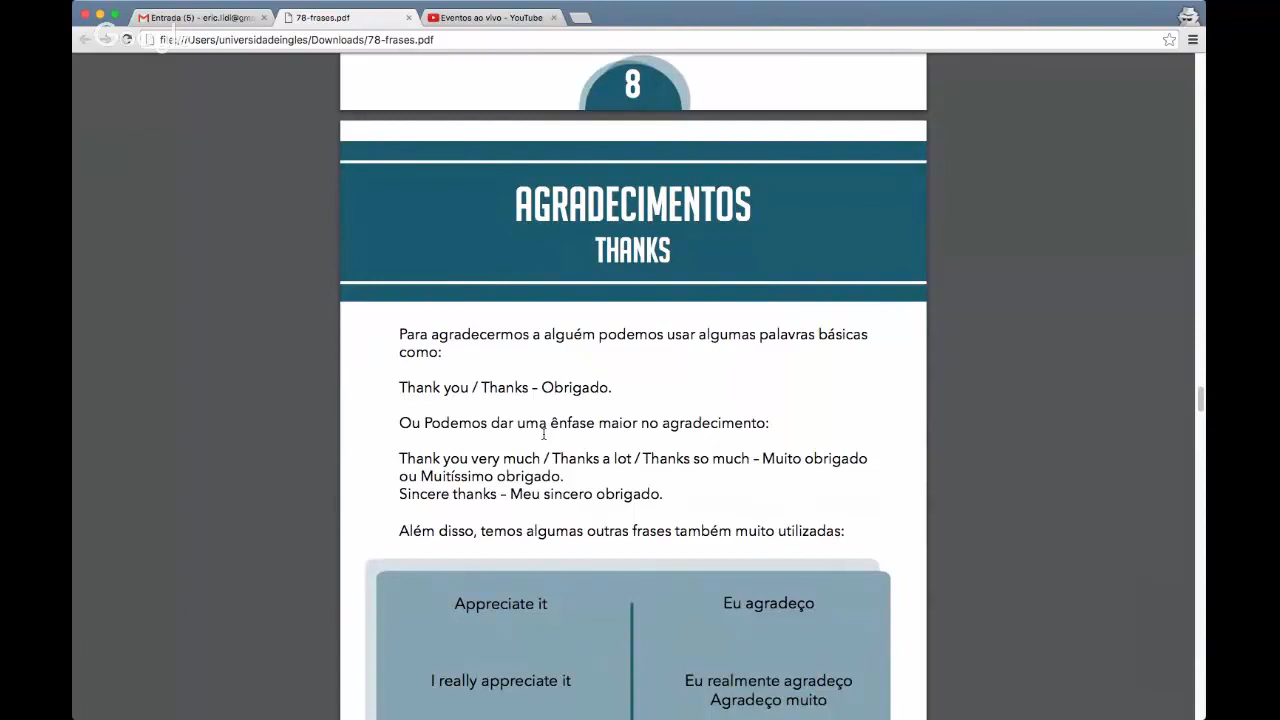 Entrada (5) - eric.lidl@gm
78-frases.pdf
Eventos ao vivo - YouTube
Users/universidadeingles/Downloads/78-frases.pdf
8
AGRADECIMENTOS
THANKS
Para agradecermos a alguém podemos usar algumas palavras básicas
como:
Thank you / Thanks – Obrigado.
Ou Podemos dar uma ênfase maior no agradecimento:
Thank you very much / Thanks a lot / Thanks so much – Muito obrigado
ou Muitíssimo obrigado.
Sincere thanks – Meu sincero obrigado.
Além disso, temos algumas outras frases também muito utilizadas:
Appreciate it
Eu agradeço
I really appreciate it
Eu realmente agradeço
Agradeço muito